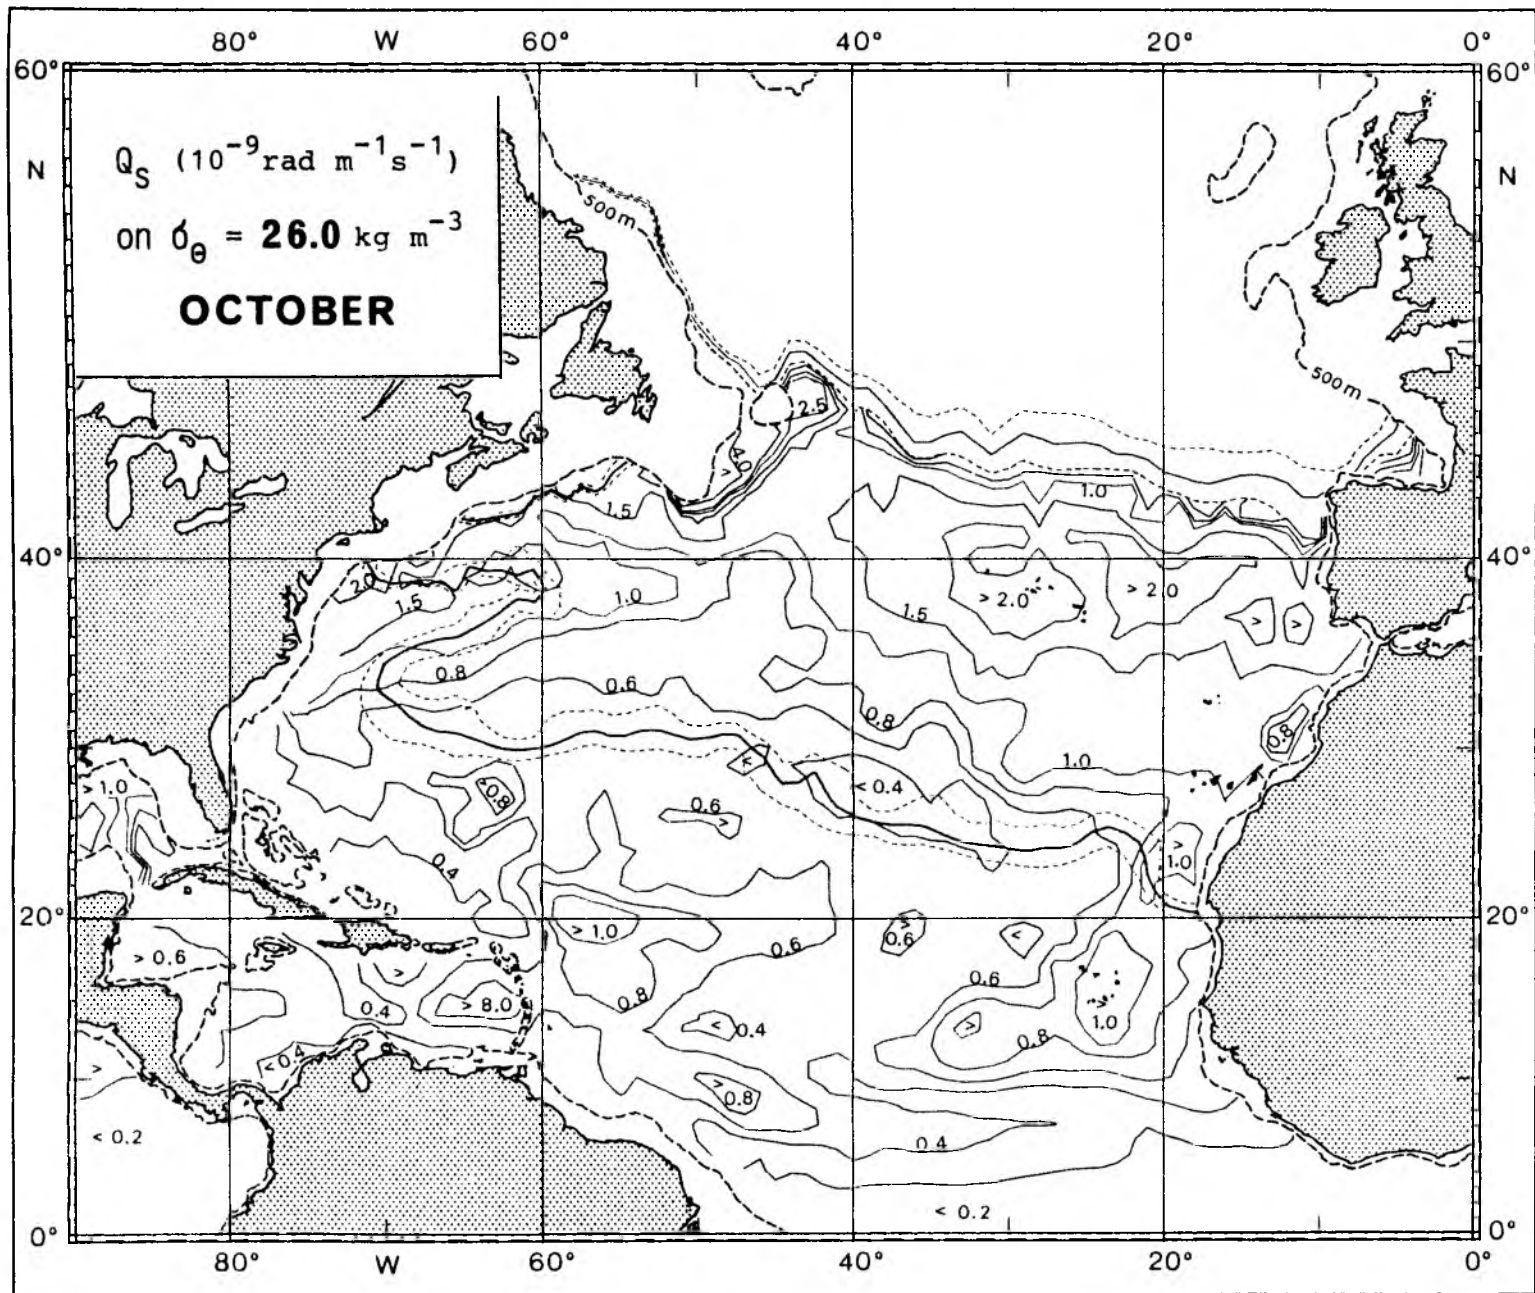 80° W 60° 40° 20° 0°
60° 60°
N N
Q_S (10⁻⁹ rad m⁻¹ s⁻¹)
on σ_θ = 26.0 kg m⁻³
OCTOBER
500m
500m
2.5
> 4.0
1.5 1.0
40° 40°
2.0 > 2.0 > 2.0
1.5 1.0 1.5 > >
0.8 0.6 0.8
0.8
1.0
> 1.0 >0.8 0.6 > < < 0.4
0.4 > 1.0
20° 20°
> 1.0 0.6 > 0.6 <
> 0.6 > 0.8 0.6
0.4 > 8.0 < 0.4 > 0.8 > 1.0
< 0.4
> > 0.8
< 0.2 0.4
< 0.2
0° 0°
80° W 60° 40° 20° 0°